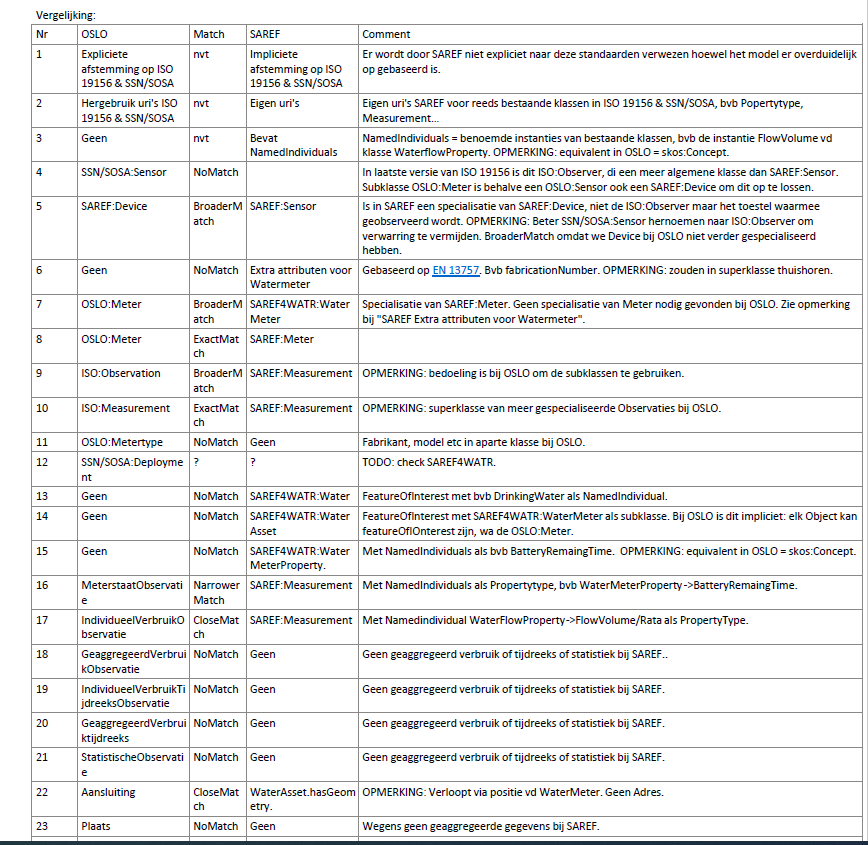 Vergelijking:
Nr OSLO Match SAREF Comment
1 Expliciete afstemming op ISO 19156 & SSN/SOSA nvt Impliciete afstemming op ISO 19156 & SSN/SOSA Er wordt door SAREF niet expliciet naar deze standaarden verwezen hoewel het model er overduidelijk op gebaseerd is.
2 Hergebruik uri's ISO 19156 & SSN/SOSA nvt Eigen uri's Eigen uri's SAREF voor reeds bestaande klassen in ISO 19156 & SSN/SOSA, bvb Popertytype, Measurement...
3 Geen nvt Bevat NamedIndividuals NamedIndividuals = benoemde instanties van bestaande klassen, bvb de instantie FlowVolume vd klasse WaterflowProperty. OPMERKING: equivalent in OSLO = skos:Concept.
4 SSN/SOSA:Sensor NoMatch In laatste versie van ISO 19156 is dit ISO:Observer, di een meer algemene klasse dan SAREF:Sensor. Subklasse OSLO:Meter is behalve een OSLO:Sensor ook een SAREF:Device om dit op te lossen.
5 SAREF:Device BroaderMatch SAREF:Sensor Is in SAREF een specialisatie van SAREF:Device, niet de ISO:Observer maar het toestel waarmee geobserveerd wordt. OPMERKING: Beter SSN/SOSA:Sensor hernoemen naar ISO:Observer om verwarring te vermijden. BroaderMatch omdat we Device bij OSLO niet verder gespecialiseerd hebben.
6 Geen NoMatch Extra attributen voor Watermeter Gebaseerd op EN 13757. Bvb fabricationNumber. OPMERKING: zouden in superklasse thuishoren.
7 OSLO:Meter BroaderMatch SAREF4WATR:WaterMeter Specialisatie van SAREF:Meter. Geen specialisatie van Meter nodig gevonden bij OSLO. Zie opmerking bij "SAREF Extra attributen voor Watermeter".
8 OSLO:Meter ExactMatch SAREF:Meter
9 ISO:Observation BroaderMatch SAREF:Measurement OPMERKING: bedoeling is bij OSLO om de subklassen te gebruiken.
10 ISO:Measurement ExactMatch SAREF:Measurement OPMERKING: superklasse van meer gespecialiseerde Observaties bij OSLO.
11 OSLO:Metertype NoMatch Geen Fabrikant, model etc in aparte klasse bij OSLO.
12 SSN/SOSA:Deployment ? ? TODO: check SAREF4WATR.
13 Geen NoMatch SAREF4WATR:Water FeatureOfInterest met bvb DrinkingWater als NamedIndividual.
14 Geen NoMatch SAREF4WATR:WaterAsset FeatureOfInterest met SAREF4WATR:WaterMeter als subklasse. Bij OSLO is dit impliciet: elk Object kan featureOfIOnterest zijn, wa de OSLO:Meter.
15 Geen NoMatch SAREF4WATR:WaterMeterProperty. Met NamedIndividuals als bvb BatteryRemaingTime. OPMERKING: equivalent in OSLO = skos:Concept.
16 MeterstaatObservatie NarrowerMatch SAREF:Measurement Met NamedIndividuals als Propertytype, bvb WaterMeterProperty->BatteryRemaingTime.
17 IndividueelVerbruikObservatie CloseMatch SAREF:Measurement Met Namedindividual WaterFlowProperty->FlowVolume/Rata als PropertyType.
18 GeaggregeerdVerbruikObservatie NoMatch Geen Geen geaggregeerd verbruik of tijdreeks of statistiek bij SAREF..
19 IndividueelVerbruikTijdreeksObservatie NoMatch Geen Geen geaggregeerd verbruik of tijdreeks of statistiek bij SAREF.
20 GeaggregeerdVerbruiktijdreeks NoMatch Geen Geen geaggregeerd verbruik of tijdreeks of statistiek bij SAREF.
21 StatistischeObservatie NoMatch Geen Geen geaggregeerd verbruik of tijdreeks of statistiek bij SAREF.
22 Aansluiting CloseMatch WaterAsset.hasGeometry. OPMERKING: Verloopt via positie vd WaterMeter. Geen Adres.
23 Plaats NoMatch Geen Wegens geen geaggregeerde gegevens bij SAREF.